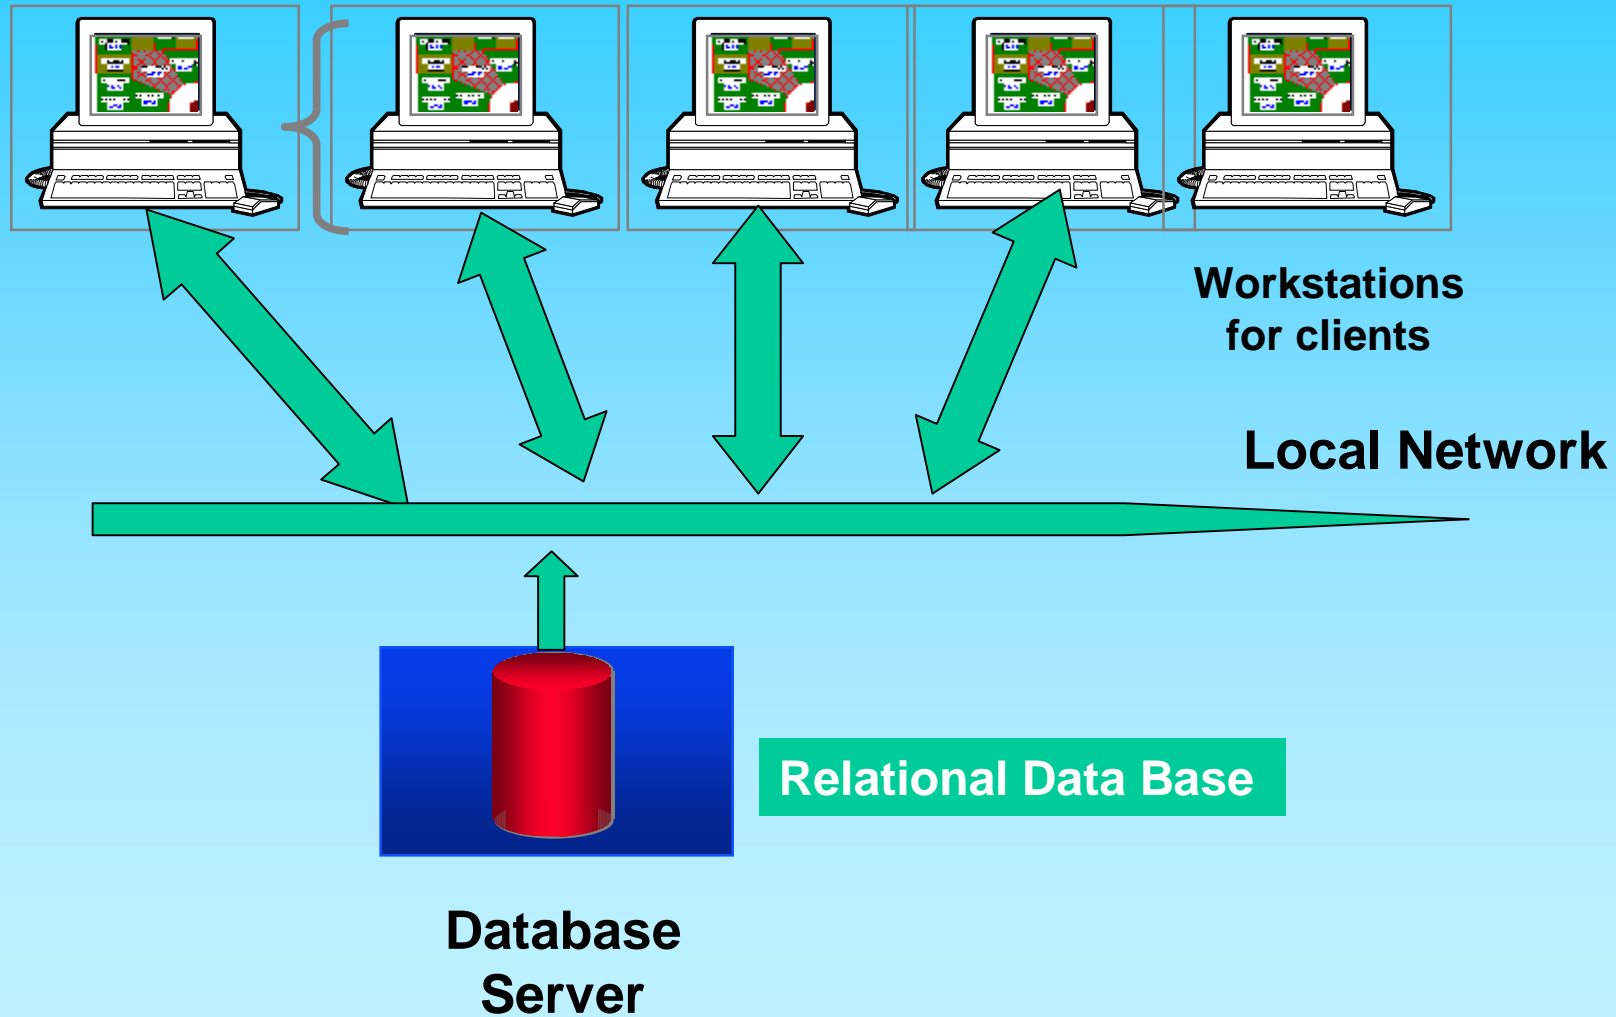 Workstations
for clients
Local Network
Relational Data Base
Database
Server